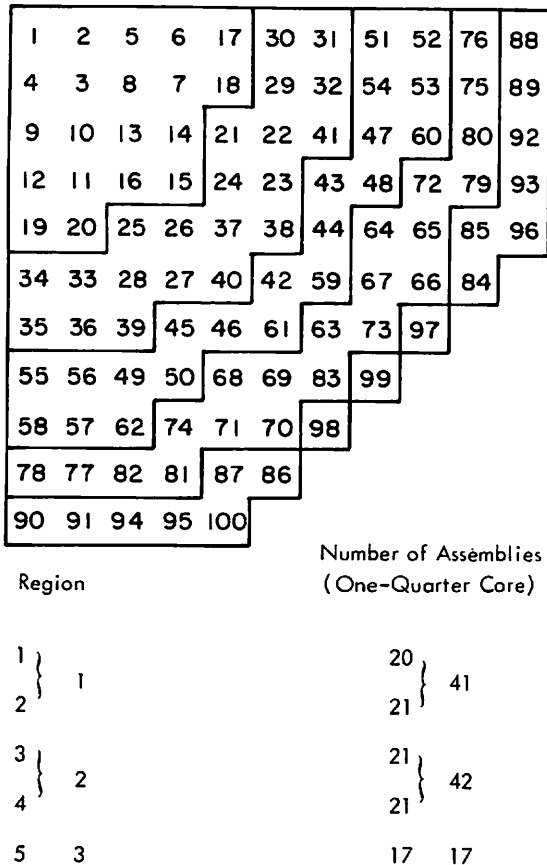 1 2 5 6 17 30 31 51 52 76 88
4 3 8 7 18 29 32 54 53 75 89
9 10 13 14 21 22 41 47 60 80 92
12 11 16 15 24 23 43 48 72 79 93
19 20 25 26 37 38 44 64 65 85 96
34 33 28 27 40 42 59 67 66 84
35 36 39 45 46 61 63 73 97
55 56 49 50 68 69 83 99
58 57 62 74 71 70 98
78 77 82 81 87 86
90 91 94 95 100
Number of Assemblies
Region (One-Quarter Core)
1 20
} 1 } 41
2 21
3 21
} 2 } 42
4 21
5 3 17 17